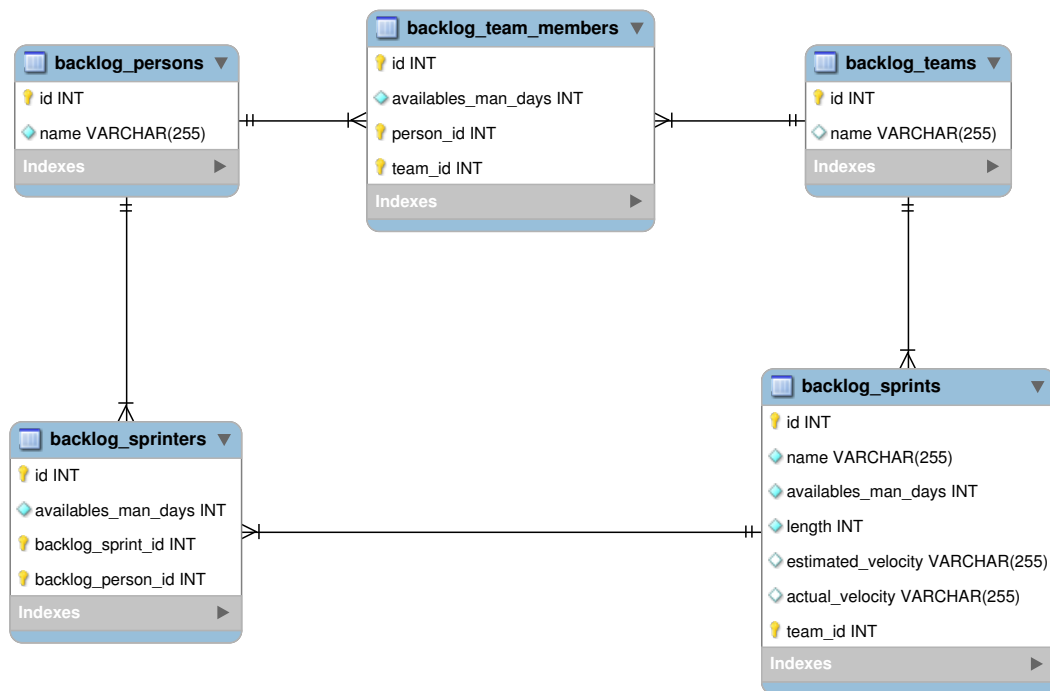 backlog_team_members
id INT
availables_man_days INT
person_id INT
team_id INT
Indexes
backlog_persons
id INT
name VARCHAR(255)
Indexes
backlog_teams
id INT
name VARCHAR(255)
Indexes
backlog_sprinters
id INT
availables_man_days INT
backlog_sprint_id INT
backlog_person_id INT
Indexes
backlog_sprints
id INT
name VARCHAR(255)
availables_man_days INT
length INT
estimated_velocity VARCHAR(255)
actual_velocity VARCHAR(255)
team_id INT
Indexes